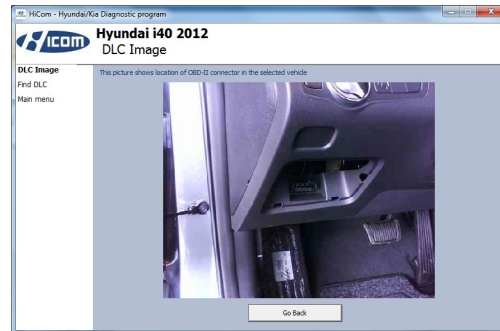 HiCom - Hyundai/Kia Diagnostic program
HICOM
Hyundai i40 2012
DLC Image
DLC Image
Find DLC
Main menu
This picture shows location of OBD-II connector in the selected vehicle
Go Back